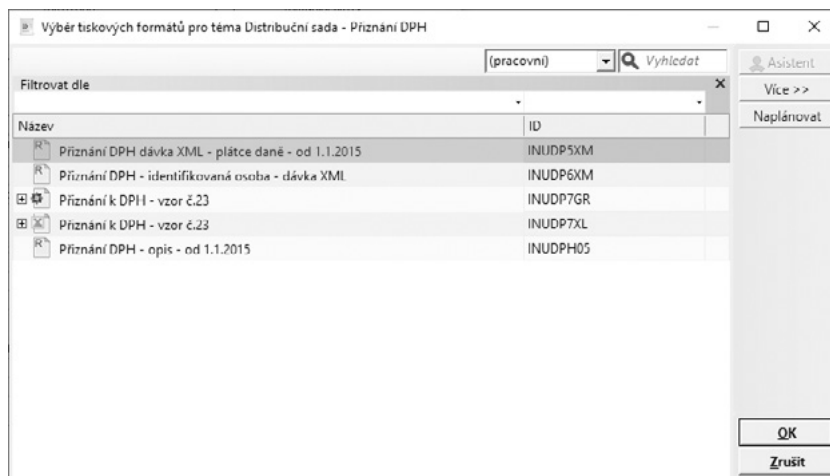 Výběr tiskových formátů pro téma Distribuční sada - Přiznání DPH
(pracovní) Vyhledat
Asistent
Filtrovat dle
Více >>
Naplánovat
Název ID
Přiznání DPH dávka XML - plátce daně - od 1.1.2015 INUDP5XM
Přiznání DPH - identifikovaná osoba - dávka XML INUDP6XM
Přiznání k DPH - vzor č.23 INUDP7GR
Přiznání k DPH - vzor č.23 INUDP7XL
Přiznání DPH - opis - od 1.1.2015 INUDPH05
OK
Zrušit